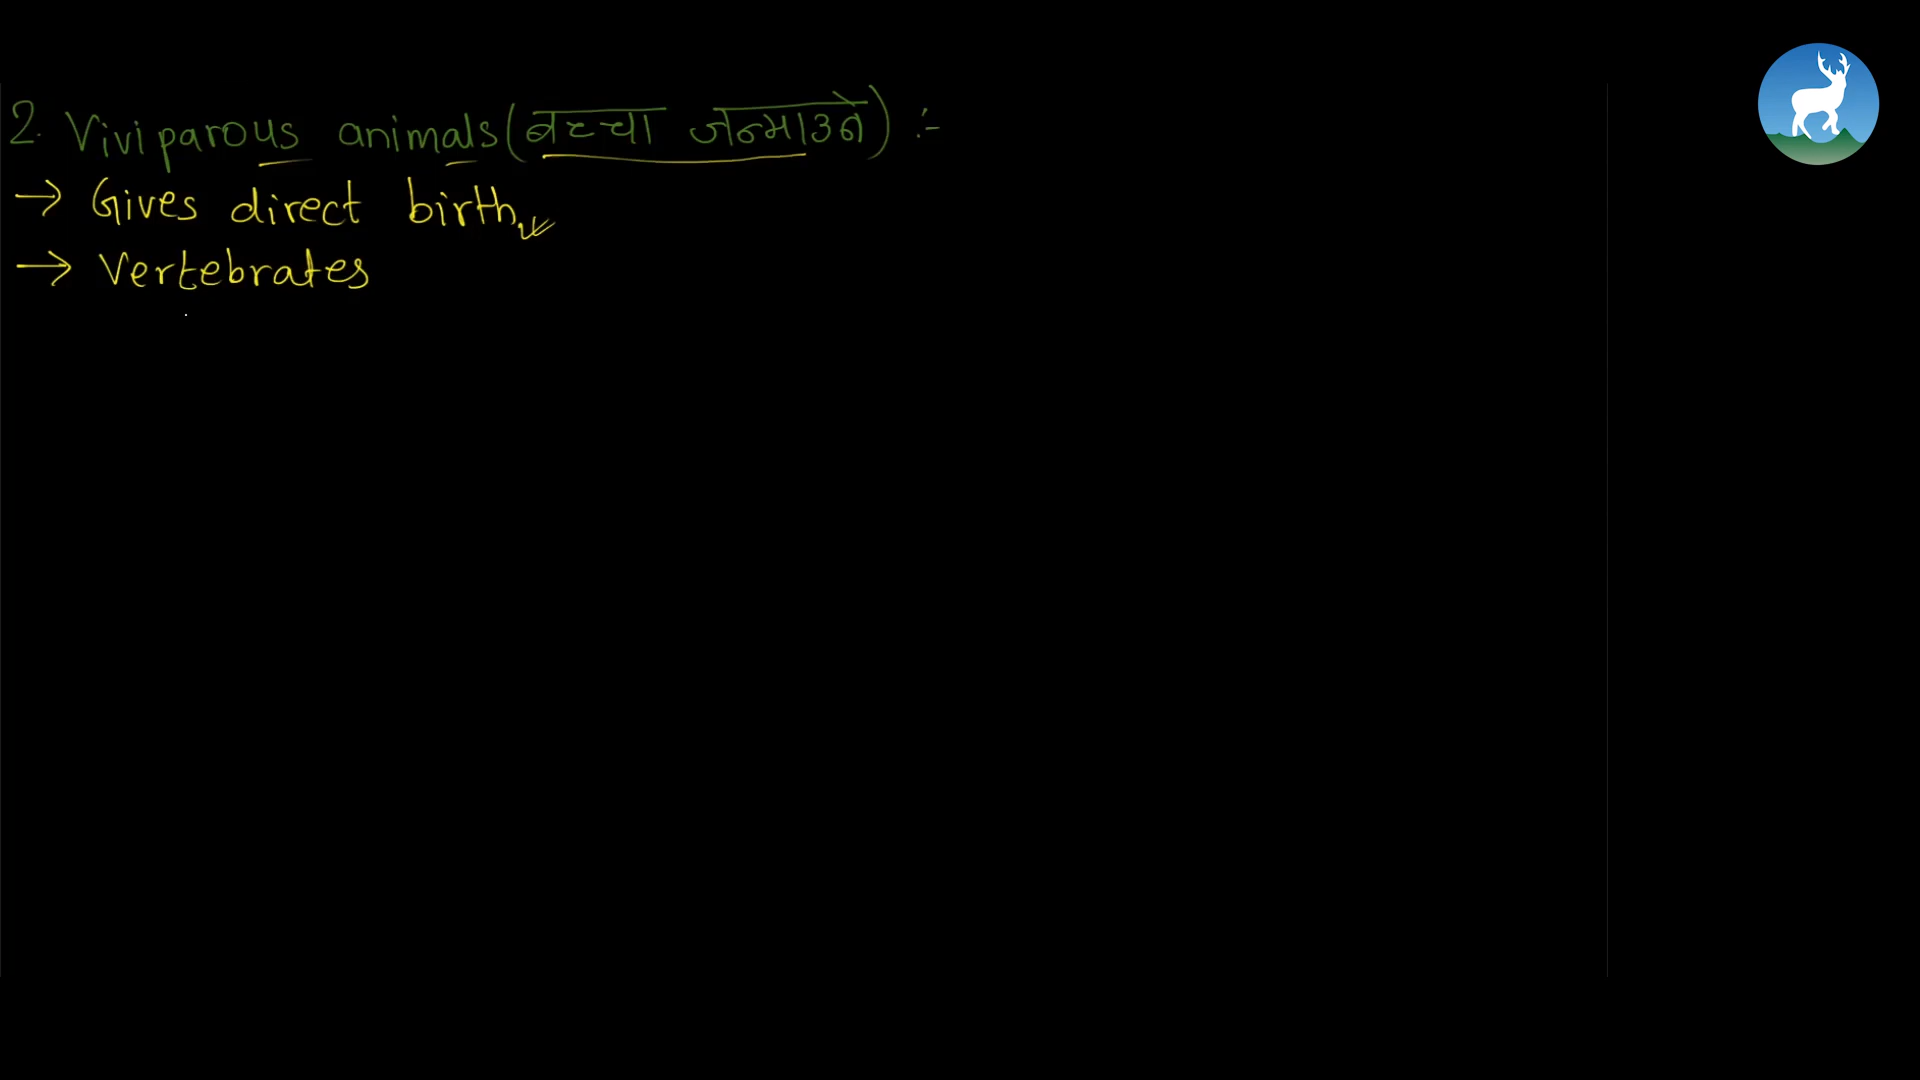 2. Viviparous animals (बच्चा जन्माउने) :-
→ Gives direct birth
→ Vertebrates